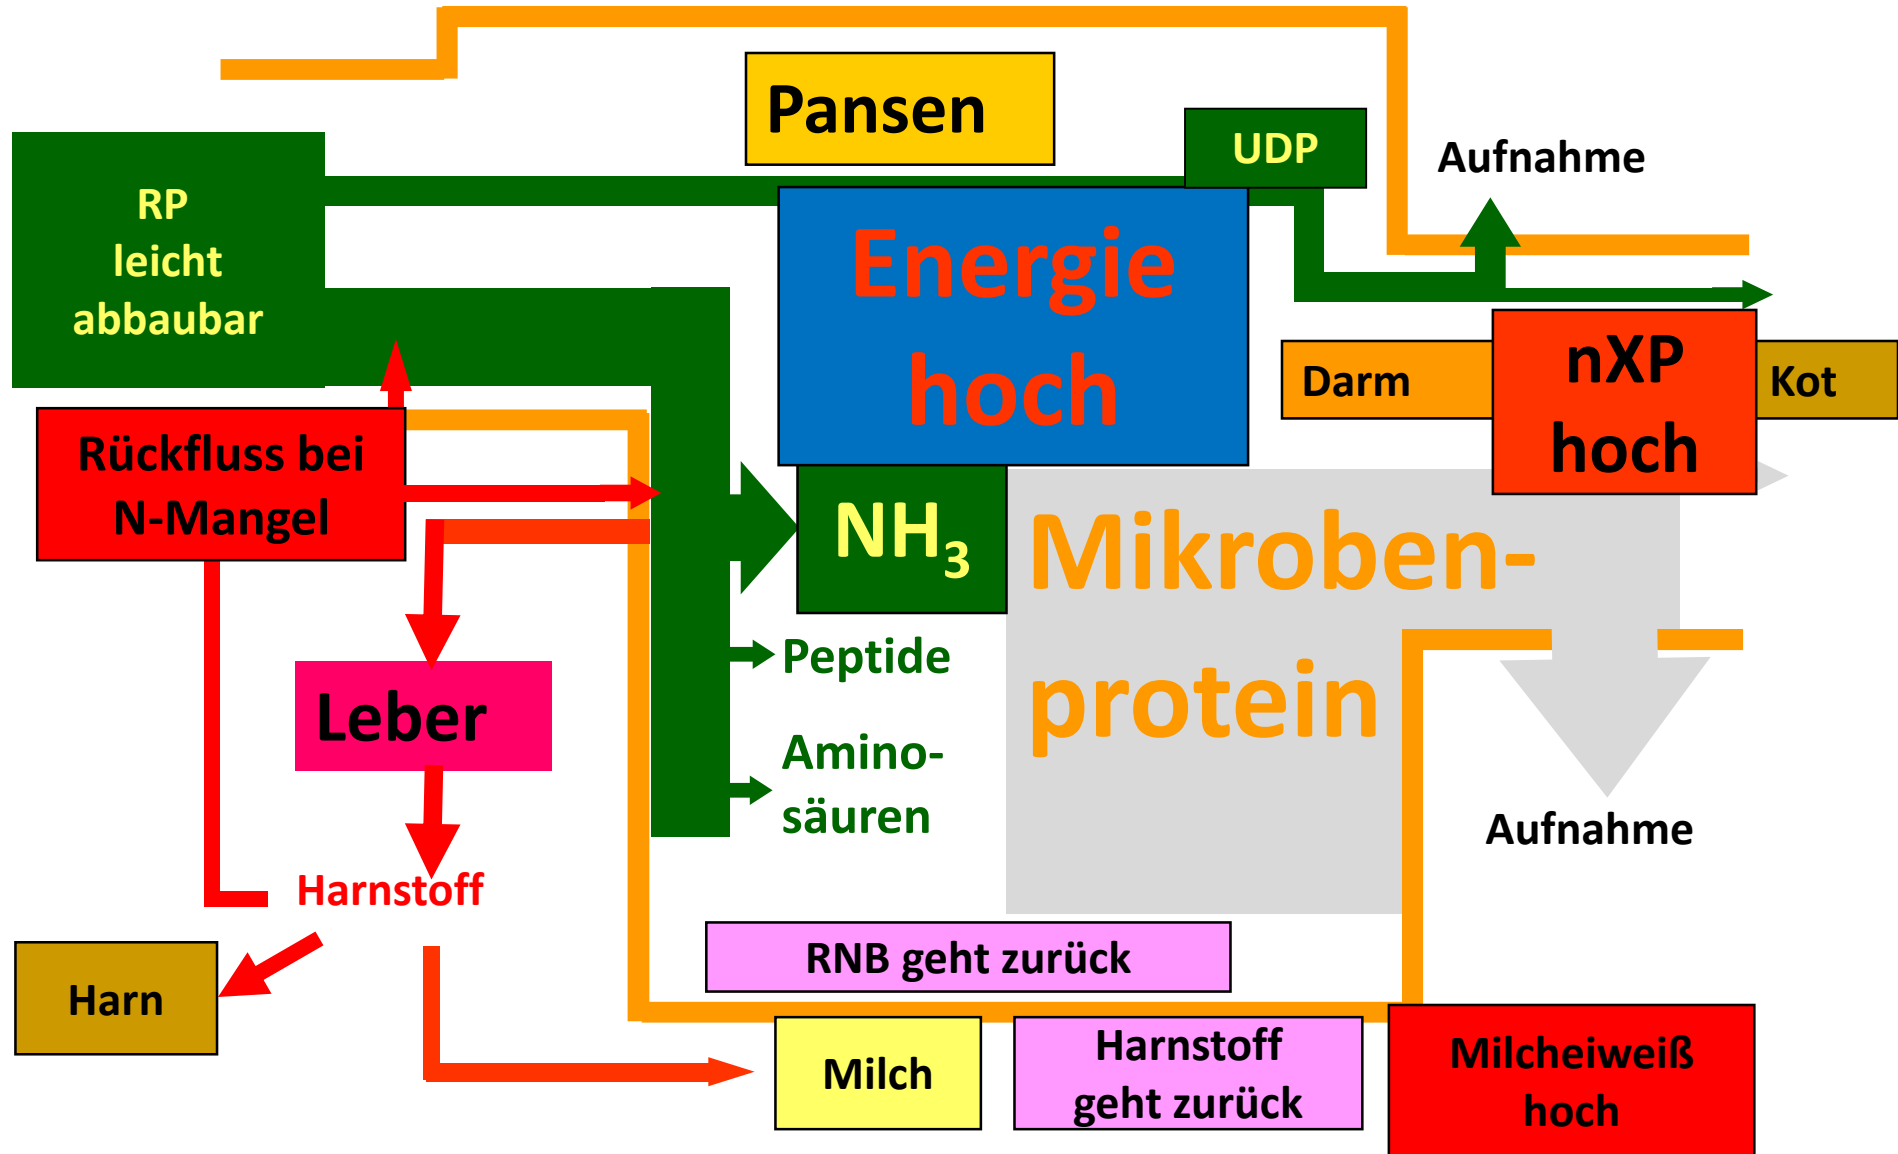 Pansen
UDP
Aufnahme
RP
leicht
abbaubar
Energie
hoch
Darm
nXP
hoch
Kot
Rückfluss bei
N-Mangel
NH₃
Mikroben-
protein
Peptide
Leber
Amino-
säuren
Aufnahme
Harnstoff
RNB geht zurück
Harn
Milch
Harnstoff
geht zurück
Milcheiweiß
hoch